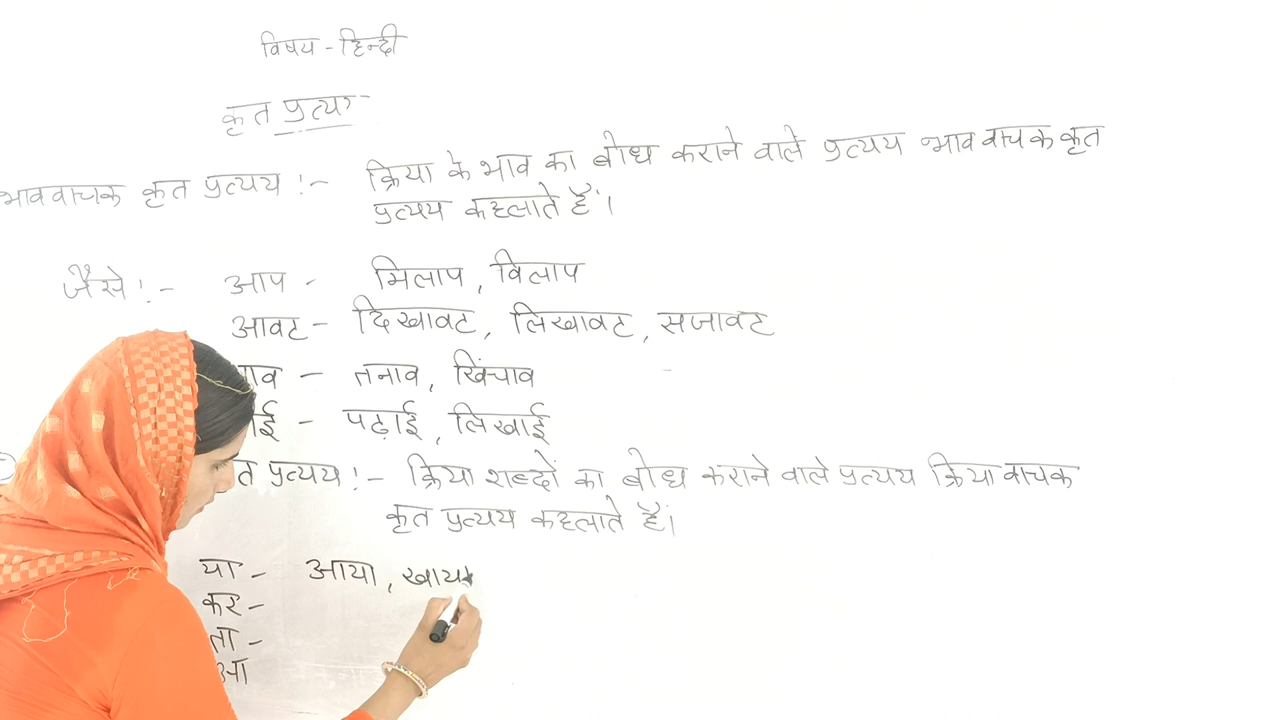 विषय - हिन्दी
कृत प्रत्यय
भाववाचक कृत प्रत्यय :- क्रिया के भाव का बोध कराने वाले प्रत्यय भाववाचक कृत
प्रत्यय कहलाते हैं।
जैसे :- आप - मिलाप, विलाप
आवट - दिखावट, लिखावट, सजावट
ाव - तनाव, खिंचाव
ई - पढ़ाई, लिखाई
त प्रत्यय :- क्रिया शब्दों का बोध कराने वाले प्रत्यय क्रियावाचक
कृत प्रत्यय कहलाते हैं।
या - आया, खाया
कर -
ता -
आ